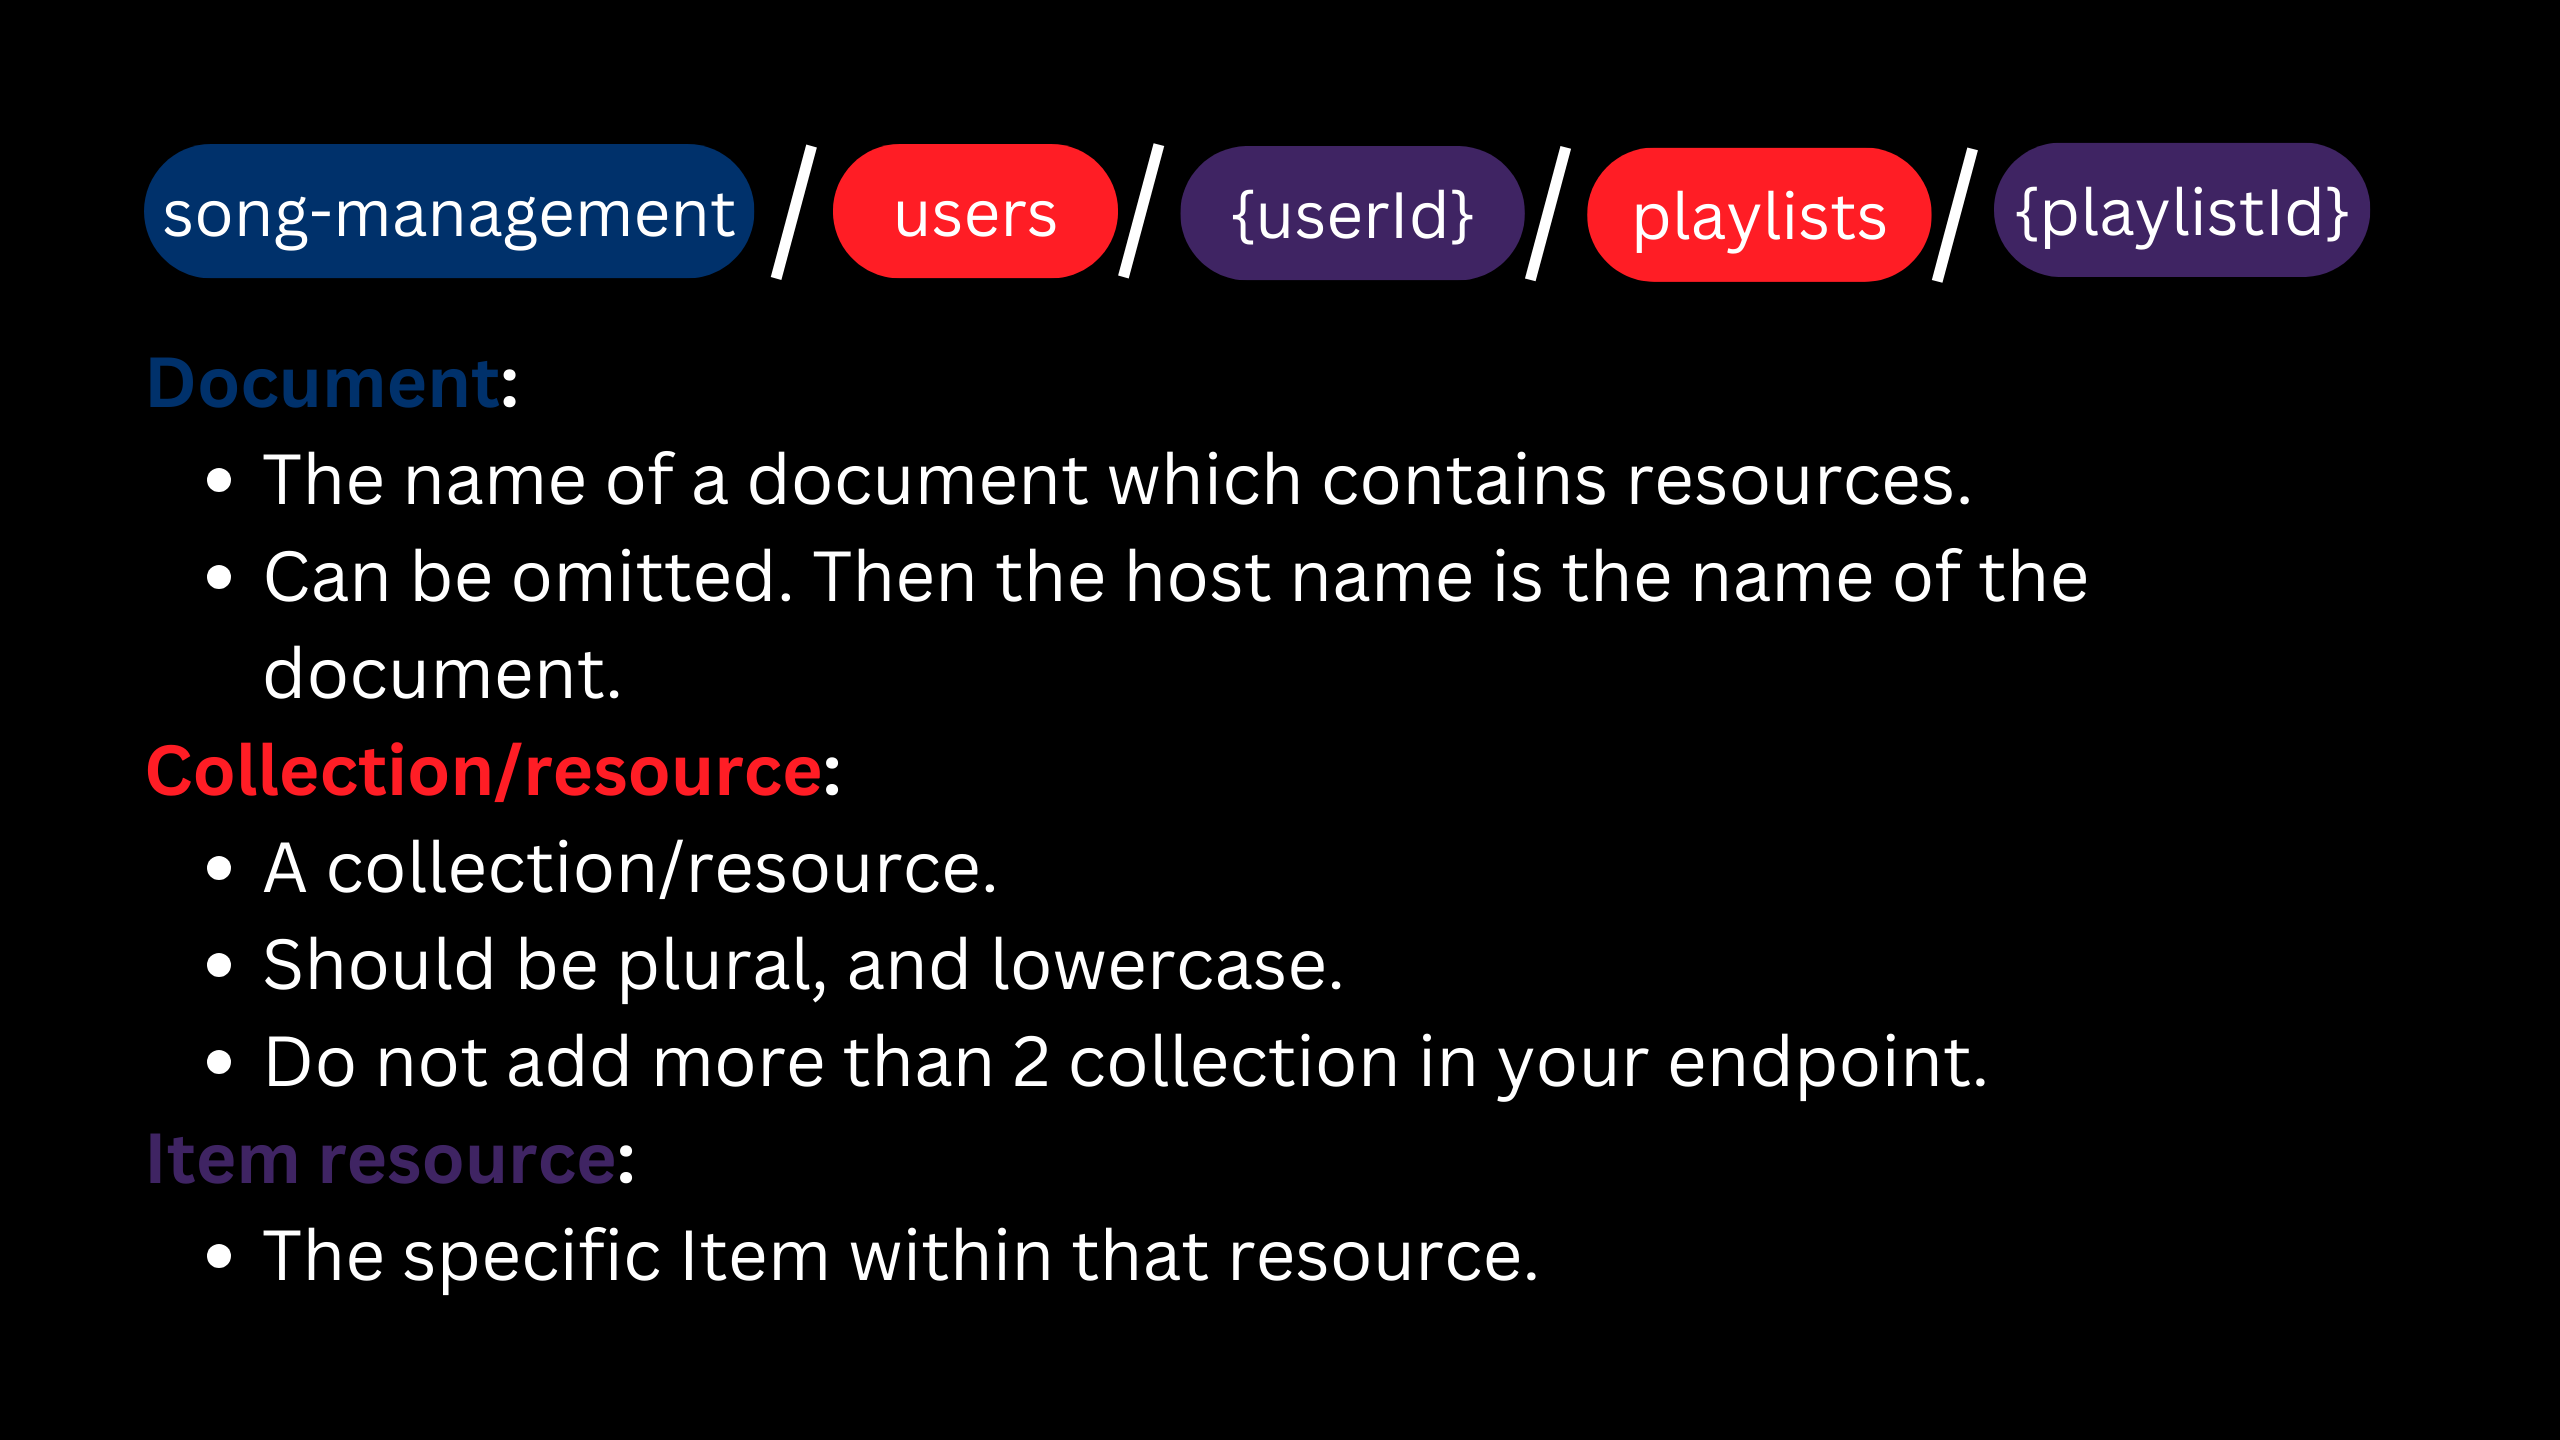 song-management / users / {userId} / playlists / {playlistId}
Document:
• The name of a document which contains resources.
• Can be omitted. Then the host name is the name of the
document.
Collection/resource:
• A collection/resource.
• Should be plural, and lowercase.
• Do not add more than 2 collection in your endpoint.
Item resource:
• The specific Item within that resource.